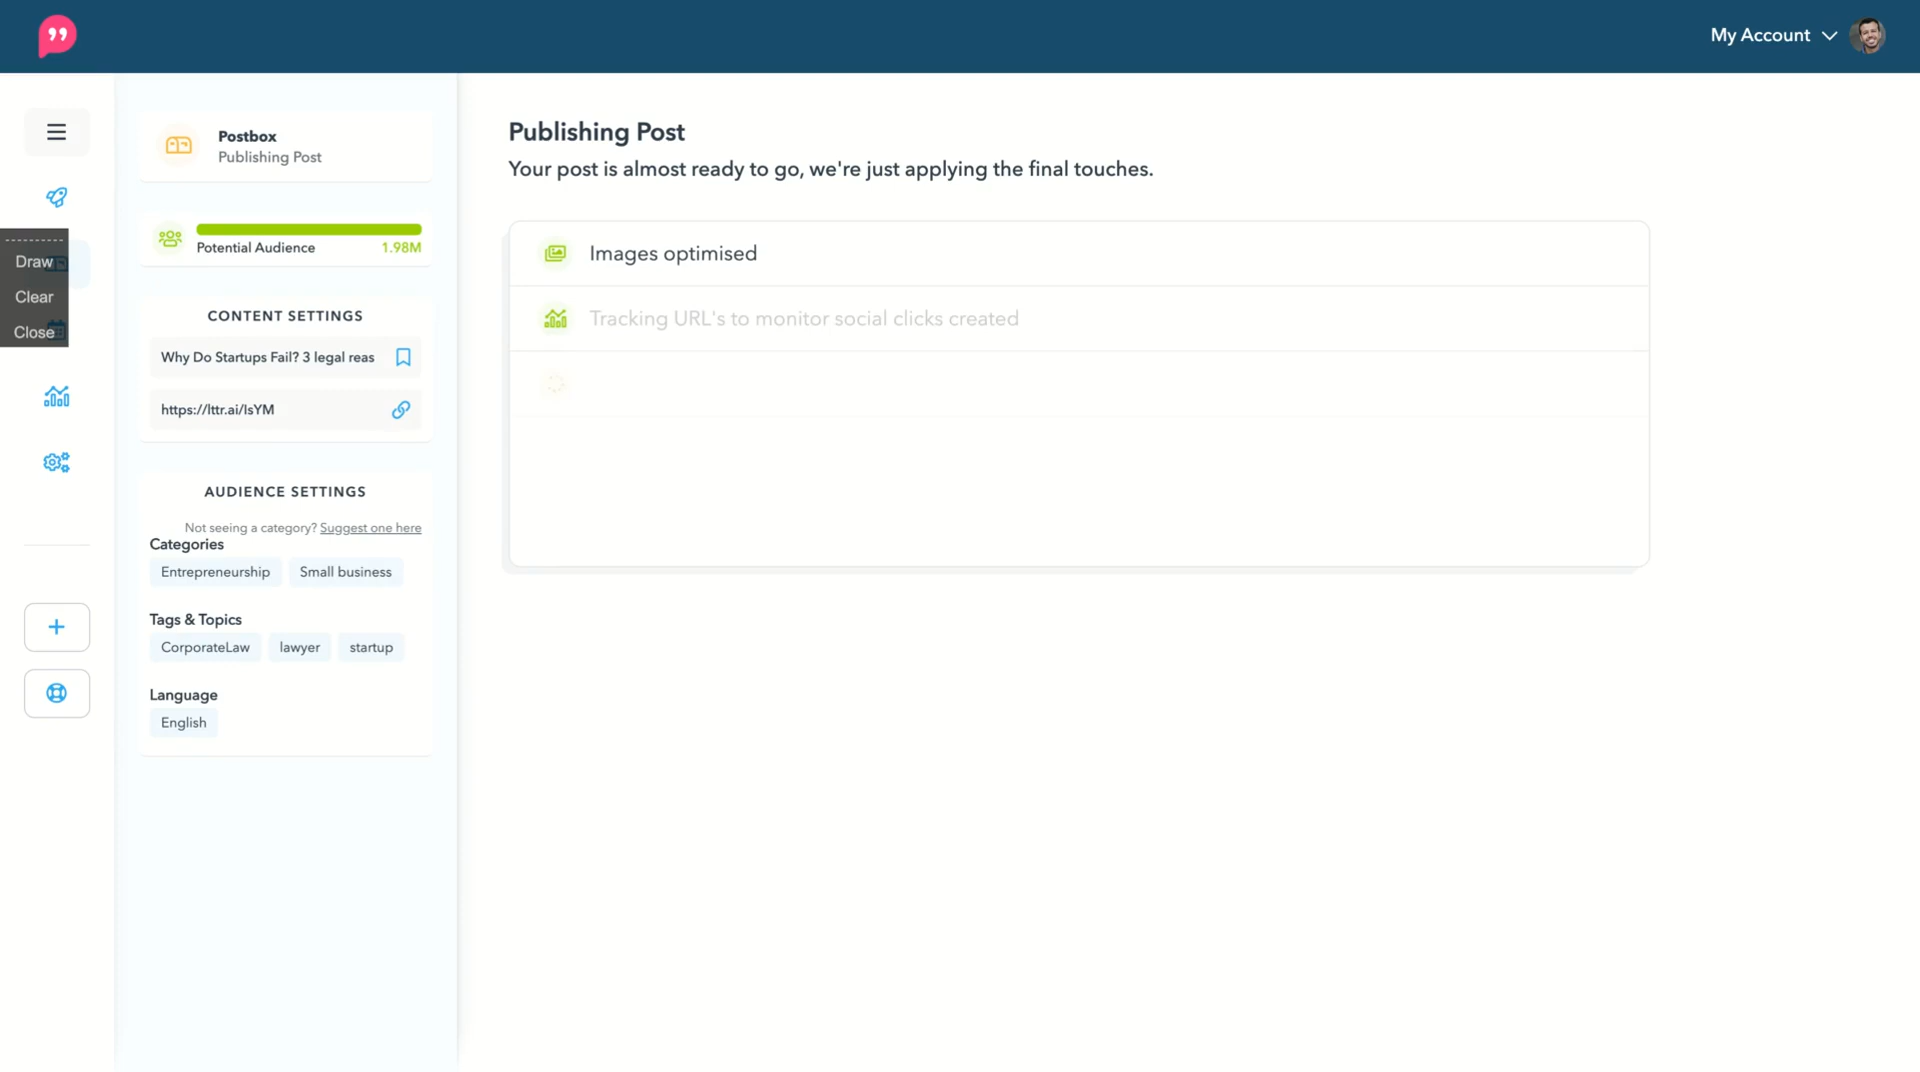 My Account
Postbox
Publishing Post
Potential Audience 1.98M
Draw
Clear
Close
CONTENT SETTINGS
Why Do Startups Fail? 3 legal reas
https://lttr.ai/IsYM
AUDIENCE SETTINGS
Not seeing a category? Suggest one here
Categories
Entrepreneurship Small business
Tags & Topics
CorporateLaw lawyer startup
Language
English
Publishing Post
Your post is almost ready to go, we're just applying the final touches.
Images optimised
Tracking URL's to monitor social clicks created